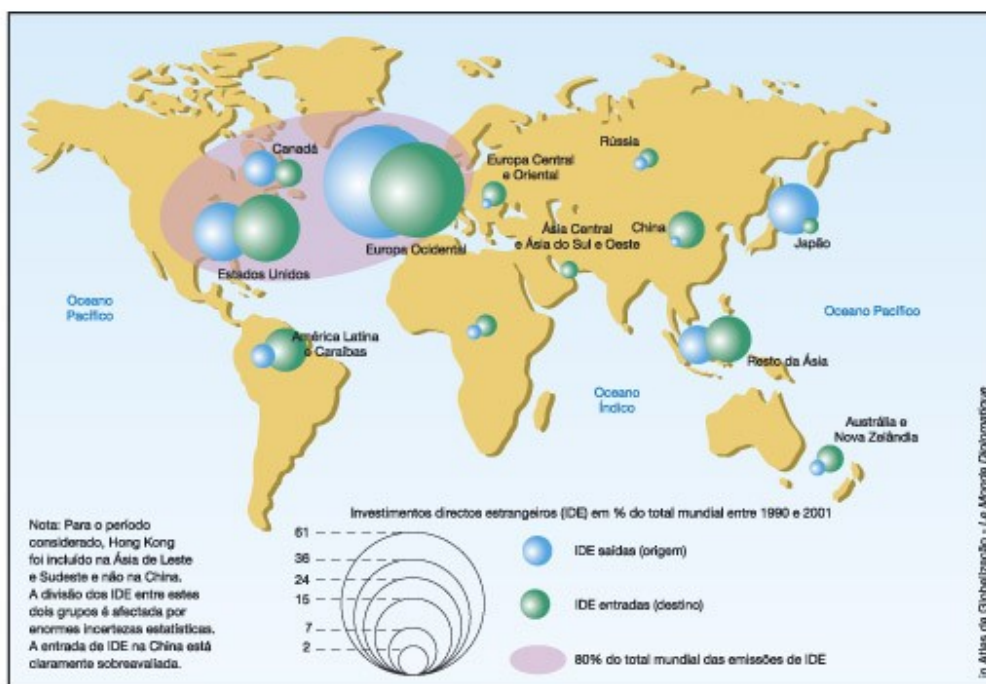 Canadá
Rússia
Europa Central
e Oriental
Ásia Central
e Ásia do Sul e Oeste
China
Japão
Europa Ocidental
Estados Unidos
Oceano
Pacífico
Oceano Pacífico
América Latina
e Caraíbas
Resto da Ásia
Oceano
Índico
Austrália e
Nova Zelândia
Nota: Para o período
considerado, Hong Kong
foi incluído na Ásia de Leste
e Sudeste e não na China.
A divisão dos IDE entre estes
dois grupos é afectada por
enormes incertezas estatísticas.
A entrada de IDE na China está
claramente sobreavaliada.
Investimentos directos estrangeiros (IDE) em % do total mundial entre 1990 e 2001
61
36
24
15
7
2
IDE saídas (origem)
IDE entradas (destino)
80% do total mundial das emissões de IDE
in Atlas da Globalização - Le Monde Diplomatique